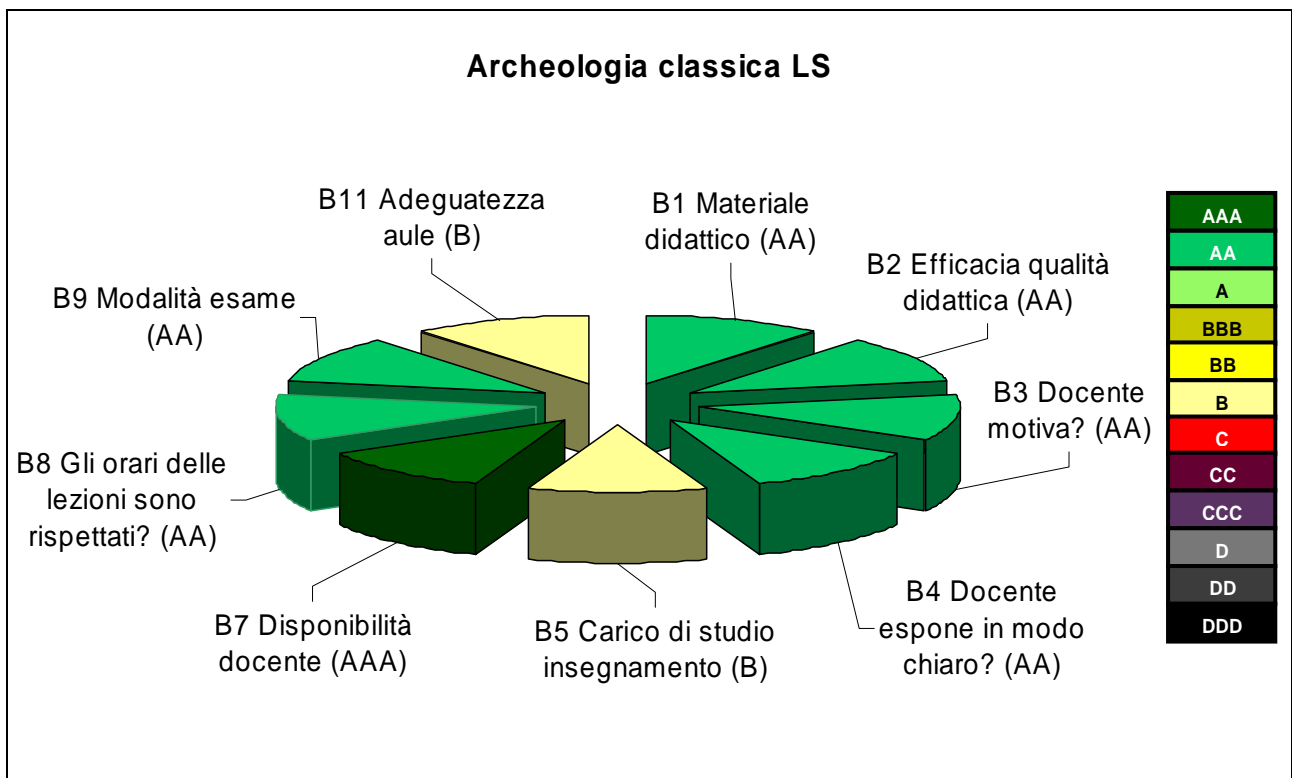 Archeologia classica LS
B11 Adeguatezza
aule (B)
B1 Materiale
didattico (AA)
B2 Efficacia qualità
didattica (AA)
B9 Modalità esame
(AA)
B3 Docente
motiva? (AA)
B8 Gli orari delle
lezioni sono
rispettati? (AA)
B4 Docente
espone in modo
chiaro? (AA)
B7 Disponibilità
docente (AAA)
B5 Carico di studio
insegnamento (B)
AAA
AA
A
BBB
BB
B
C
CC
CCC
D
DD
DDD